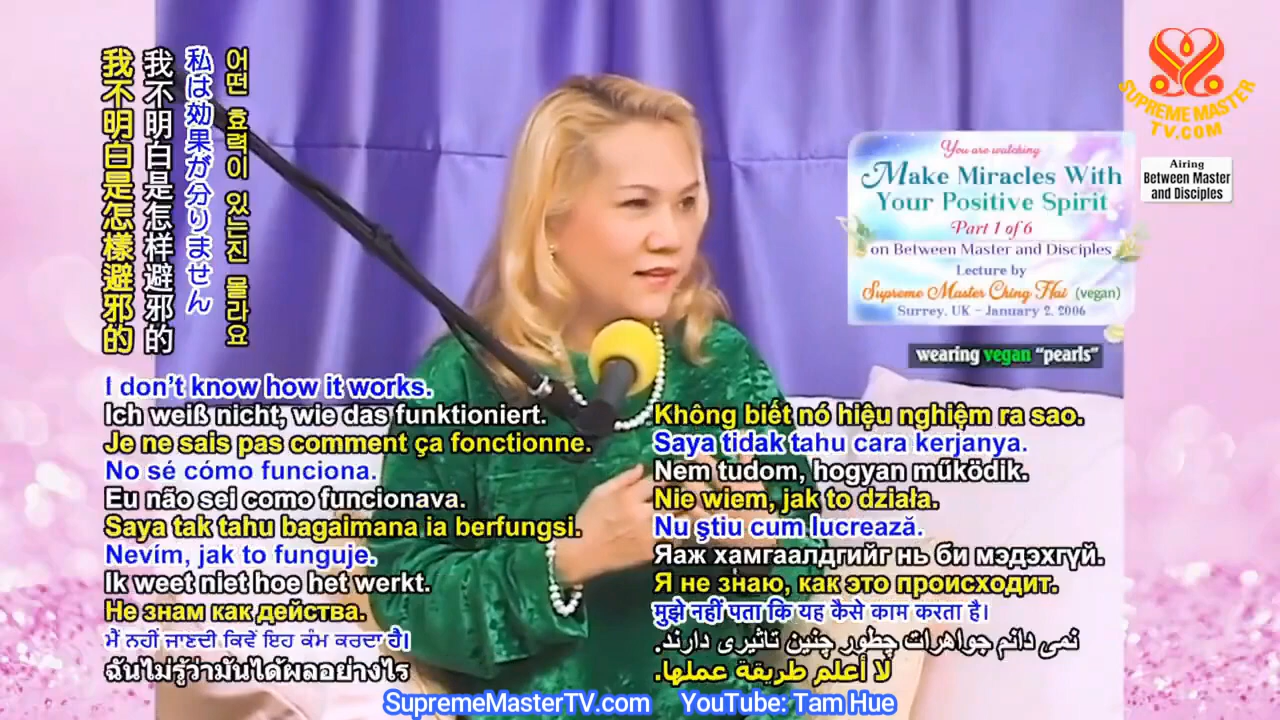 我不明白是怎樣避邪的
我不明白是怎样避邪的
私は効果が分りません
어떤 효력이 있는진 몰라요
SUPREME MASTER
TV.COM
Airing
Between Master
and Disciples
You are watching
Make Miracles With
Your Positive Spirit
Part 1 of 6
on Between Master and Disciples
Lecture by
Supreme Master Ching Hai (vegan)
Surrey, UK - January 2, 2006
wearing vegan "pearls"
I don't know how it works.
Ich weiß nicht, wie das funktioniert.
Je ne sais pas comment ça fonctionne.
No sé cómo funciona.
Eu não sei como funcionava.
Saya tak tahu bagaimana ia berfungsi.
Nevím, jak to funguje.
Ik weet niet hoe het werkt.
Не знам как действа.
ਮੈਂ ਨਹੀਂ ਜਾਣਦੀ ਕਿਵੇਂ ਇਹ ਕੰਮ ਕਰਦਾ ਹੈ।
ฉันไม่รู้ว่ามันได้ผลอย่างไร
Không biết nó hiệu nghiệm ra sao.
Saya tidak tahu cara kerjanya.
Nem tudom, hogyan működik.
Nie wiem, jak to działa.
Nu ştiu cum lucrează.
Яаж хамгаалдгийг нь би мэдэхгүй.
Я не знаю, как это происходит.
मुझे नहीं पता कि यह कैसे काम करता है।
نمی دانم جواهرات چطور چنین تاثیری دارند.
لا أعلم طريقة عملها.
SupremeMasterTV.com YouTube: Tam Hue